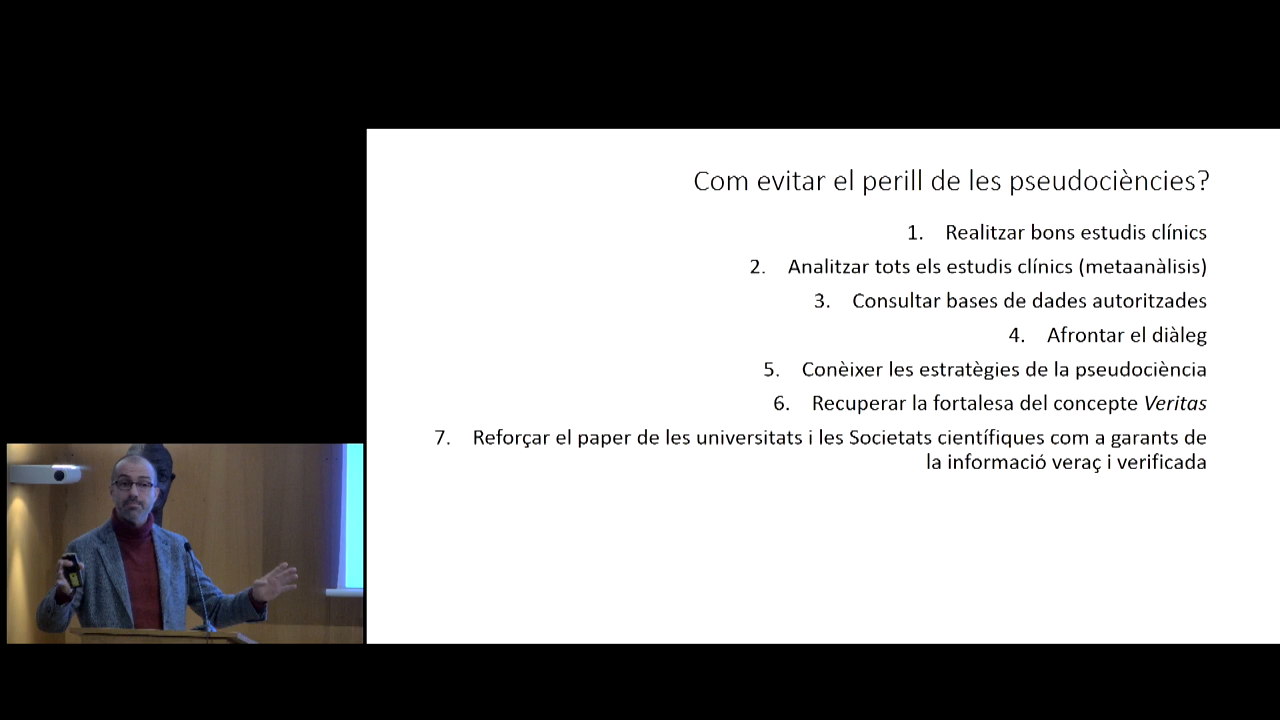 Com evitar el perill de les pseudociències?
1. Realitzar bons estudis clínics
2. Analitzar tots els estudis clínics (metaanàlisis)
3. Consultar bases de dades autoritzades
4. Afrontar el diàleg
5. Conèixer les estratègies de la pseudociència
6. Recuperar la fortalesa del concepte Veritas
7. Reforçar el paper de les universitats i les Societats científiques com a garants de
la informació veraç i verificada